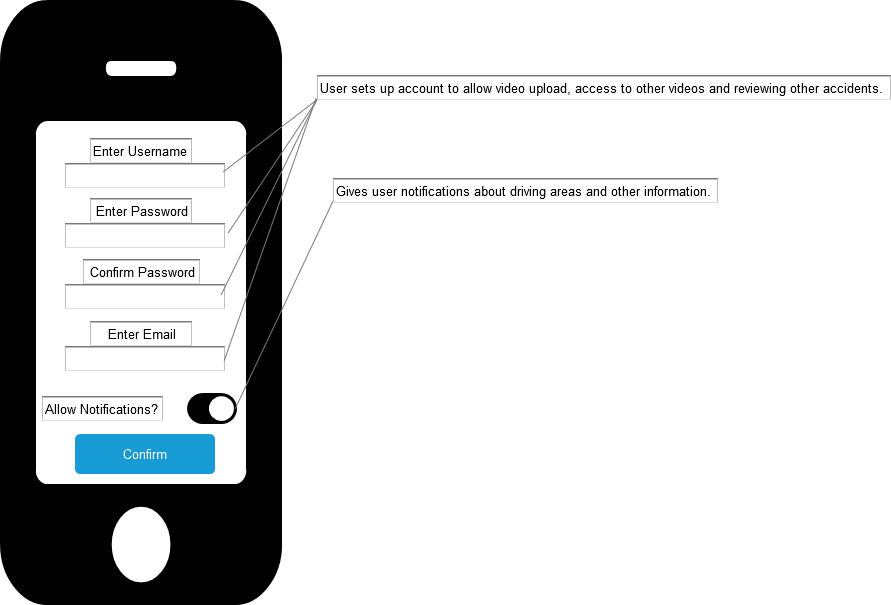 User sets up account to allow video upload, access to other videos and reviewing other accidents.
Enter Username
Gives user notifications about driving areas and other information.
Enter Password
Confirm Password
Enter Email
Allow Notifications?
Confirm